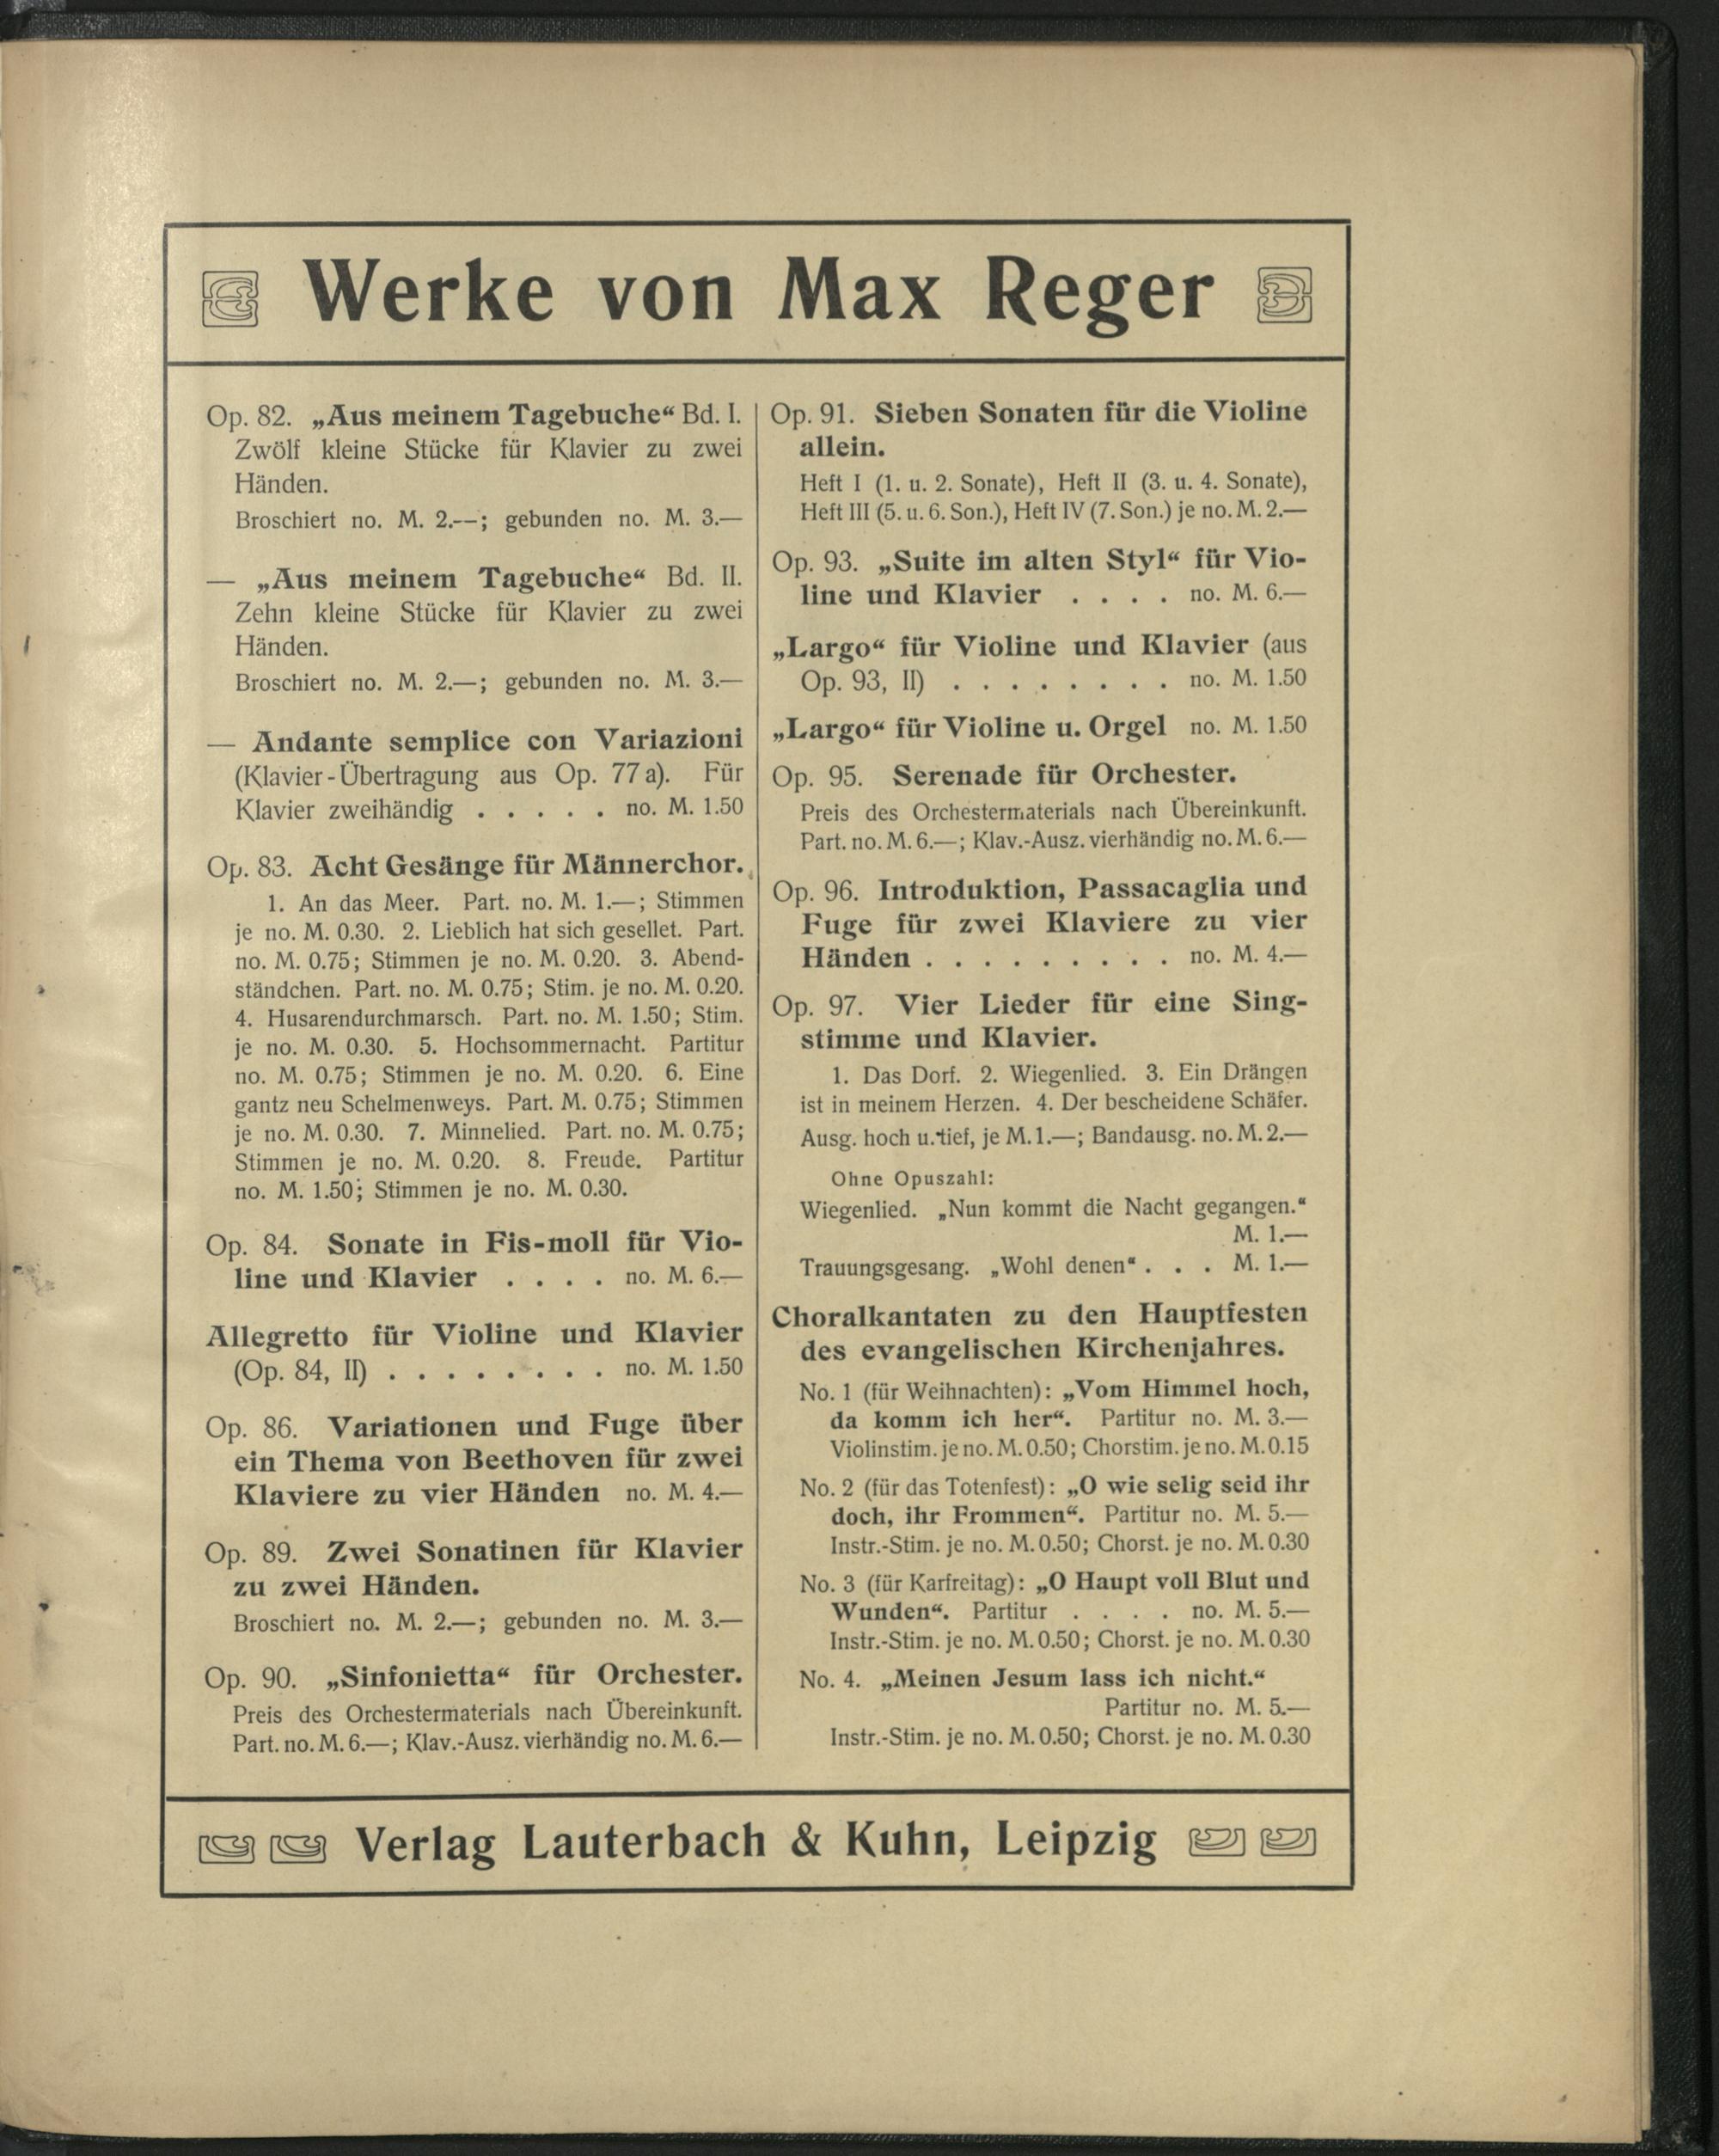 Werke von Max Reger
Op. 82. „Aus meinem Tagebuche“ Bd. I.
Zwölf kleine Stücke für Klavier zu zwei
Händen.
Broschiert no. M. 2.--; gebunden no. M. 3.—
— „Aus meinem Tagebuche“ Bd. II.
Zehn kleine Stücke für Klavier zu zwei
Händen.
Broschiert no. M. 2.—; gebunden no. M. 3.—
— Andante semplice con Variazioni
(Klavier-Übertragung aus Op. 77 a). Für
Klavier zweihändig . . . . . no. M. 1.50
Op. 83. Acht Gesänge für Männerchor.
1. An das Meer. Part. no. M. 1.—; Stimmen
je no. M. 0.30. 2. Lieblich hat sich gesellet. Part.
no. M. 0.75; Stimmen je no. M. 0.20. 3. Abend-
ständchen. Part. no. M. 0.75; Stim. je no. M. 0.20.
4. Husarendurchmarsch. Part. no. M. 1.50; Stim.
je no. M. 0.30. 5. Hochsommernacht. Partitur
no. M. 0.75; Stimmen je no. M. 0.20. 6. Eine
gantz neu Schelmenweys. Part. M. 0.75; Stimmen
je no. M. 0.30. 7. Minnelied. Part. no. M. 0.75;
Stimmen je no. M. 0.20. 8. Freude. Partitur
no. M. 1.50; Stimmen je no. M. 0.30.
Op. 84. Sonate in Fis-moll für Vio-
line und Klavier . . . . no. M. 6.—
Allegretto für Violine und Klavier
(Op. 84, II) . . . . . . . . no. M. 1.50
Op. 86. Variationen und Fuge über
ein Thema von Beethoven für zwei
Klaviere zu vier Händen no. M. 4.—
Op. 89. Zwei Sonatinen für Klavier
zu zwei Händen.
Broschiert no. M. 2.—; gebunden no. M. 3.—
Op. 90. „Sinfonietta“ für Orchester.
Preis des Orchestermaterials nach Übereinkunft.
Part. no. M. 6.—; Klav.-Ausz. vierhändig no. M. 6.—
Op. 91. Sieben Sonaten für die Violine
allein.
Heft I (1. u. 2. Sonate), Heft II (3. u. 4. Sonate),
Heft III (5. u. 6. Son.), Heft IV (7. Son.) je no. M. 2.—
Op. 93. „Suite im alten Styl“ für Vio-
line und Klavier . . . . no. M. 6.—
„Largo“ für Violine und Klavier (aus
Op. 93, II) . . . . . . . . no. M. 1.50
„Largo“ für Violine u. Orgel no. M. 1.50
Op. 95. Serenade für Orchester.
Preis des Orchestermaterials nach Übereinkunft.
Part. no. M. 6.—; Klav.-Ausz. vierhändig no. M. 6.—
Op. 96. Introduktion, Passacaglia und
Fuge für zwei Klaviere zu vier
Händen . . . . . . . . . no. M. 4.—
Op. 97. Vier Lieder für eine Sing-
stimme und Klavier.
1. Das Dorf. 2. Wiegenlied. 3. Ein Drängen
ist in meinem Herzen. 4. Der bescheidene Schäfer.
Ausg. hoch u. tief, je M. 1.—; Bandausg. no. M. 2.—
Ohne Opuszahl:
Wiegenlied. „Nun kommt die Nacht gegangen.“
M. 1.—
Trauungsgesang. „Wohl denen“ . . . M. 1.—
Choralkantaten zu den Hauptfesten
des evangelischen Kirchenjahres.
No. 1 (für Weihnachten): „Vom Himmel hoch,
da komm ich her“. Partitur no. M. 3.—
Violinstim. je no. M. 0.50; Chorstim. je no. M. 0.15
No. 2 (für das Totenfest): „O wie selig seid ihr
doch, ihr Frommen“. Partitur no. M. 5.—
Instr.-Stim. je no. M. 0.50; Chorst. je no. M. 0.30
No. 3 (für Karfreitag): „O Haupt voll Blut und
Wunden“. Partitur . . . . no. M. 5.—
Instr.-Stim. je no. M. 0.50; Chorst. je no. M. 0.30
No. 4. „Meinen Jesum lass ich nicht.“
Partitur no. M. 5.—
Instr.-Stim. je no. M. 0.50; Chorst. je no. M. 0.30
Verlag Lauterbach & Kuhn, Leipzig